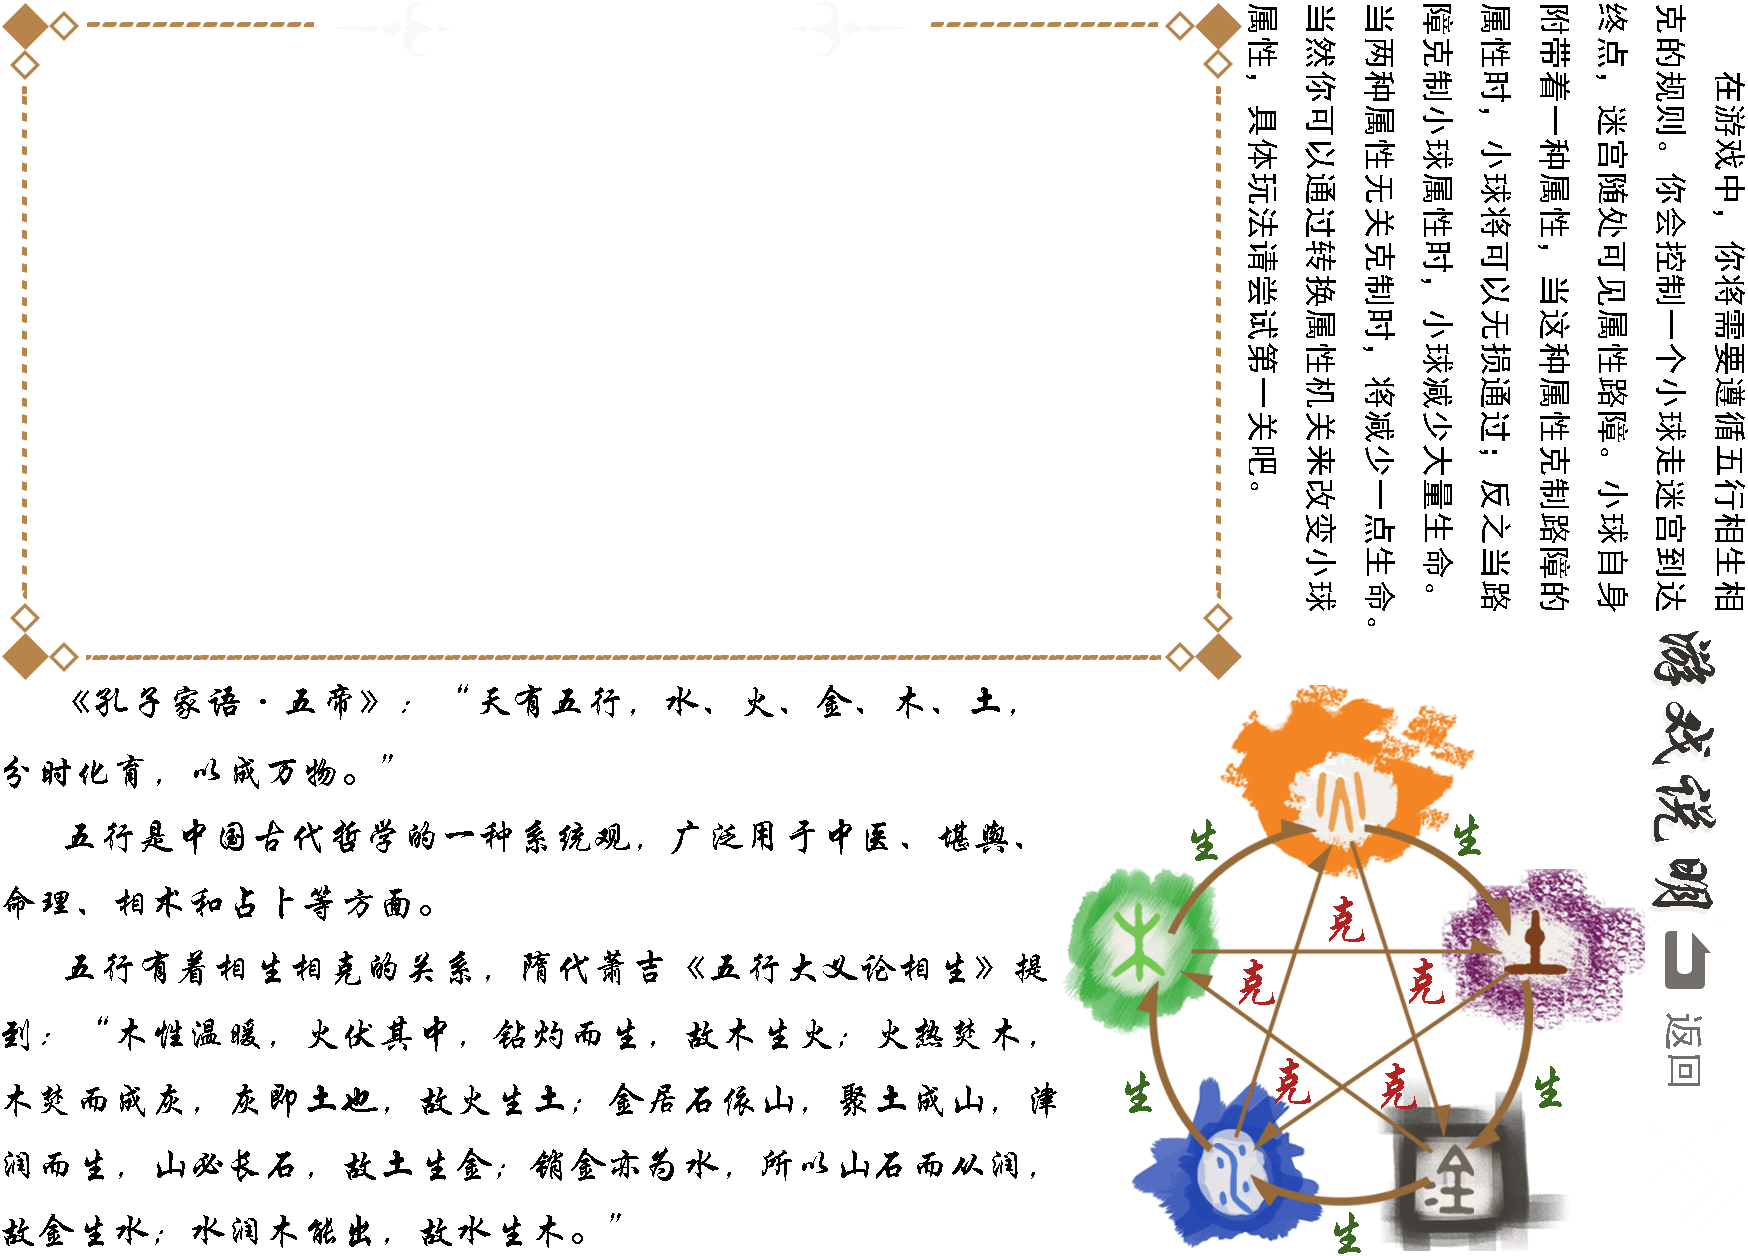 在游戏中，你将需要遵循五行相生相
克的规则。你会控制一个小球走迷宫到达
终点，迷宫随处可见属性路障。小球自身
附带着一种属性，当这种属性克制路障的
属性时，小球将可以无损通过；反之当路
障克制小球属性时，小球减少大量生命。
当两种属性无关克制时，将减少一点生命。
当然你可以通过转换属性机关来改变小球
属性，具体玩法请尝试第一关吧。
游戏说明
返回
《孔子家语·五帝》：“天有五行，水、火、金、木、土，
分时化育，以成万物。”
五行是中国古代哲学的一种系统观，广泛用于中医、堪舆、
命理、相术和占卜等方面。
五行有着相生相克的关系，隋代萧吉《五行大义论相生》提
到：“木性温暖，火伏其中，钻灼而生，故木生火；火热焚木，
木焚而成灰，灰即土也，故火生土；金居石依山，聚土成山，津
润而生，山必长石，故土生金；销金亦为水，所以山石而从润，
故金生水；水润木能出，故水生木。”
生
生
克
克
克
克
克
生
生
生